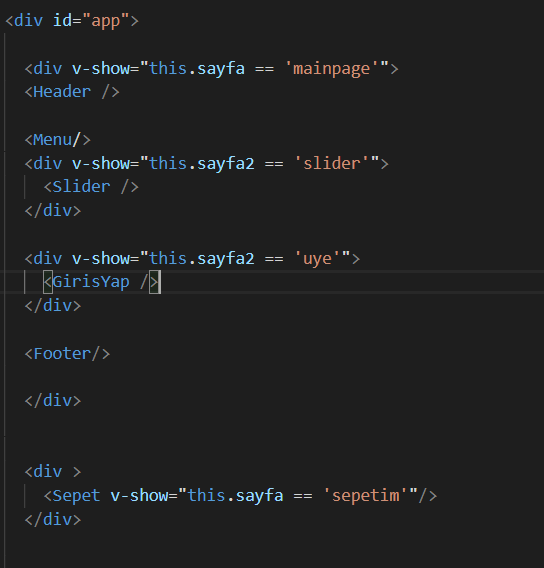 <div id="app">
<div v-show="this.sayfa == 'mainpage'">
<Header />
<Menu/>
<div v-show="this.sayfa2 == 'slider'">
<Slider />
</div>
<div v-show="this.sayfa2 == 'uye'">
<GirisYap />
</div>
<Footer/>
</div>
<div >
<Sepet v-show="this.sayfa == 'sepetim'"/>
</div>